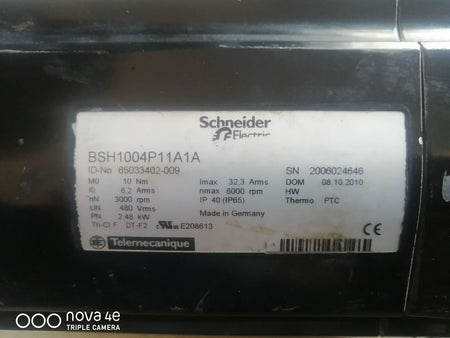 Schneider
Electric
BSH1004P11A1A
ID-No 65033402-009
SN 2006024646
M0 10 Nm
Imax 32,3 Arms
DOM 08.10.2010
I0 6,2 Arms
nmax 6000 rpm
HW
nN 3000 rpm
IP 40 (IP65)
Thermo PTC
UN 480 Vrms
Made in Germany
PN 2.48 kW
Th-Cl F DT-F2 c UL us E208613
Telemecanique
CE
nova 4e
TRIPLE CAMERA